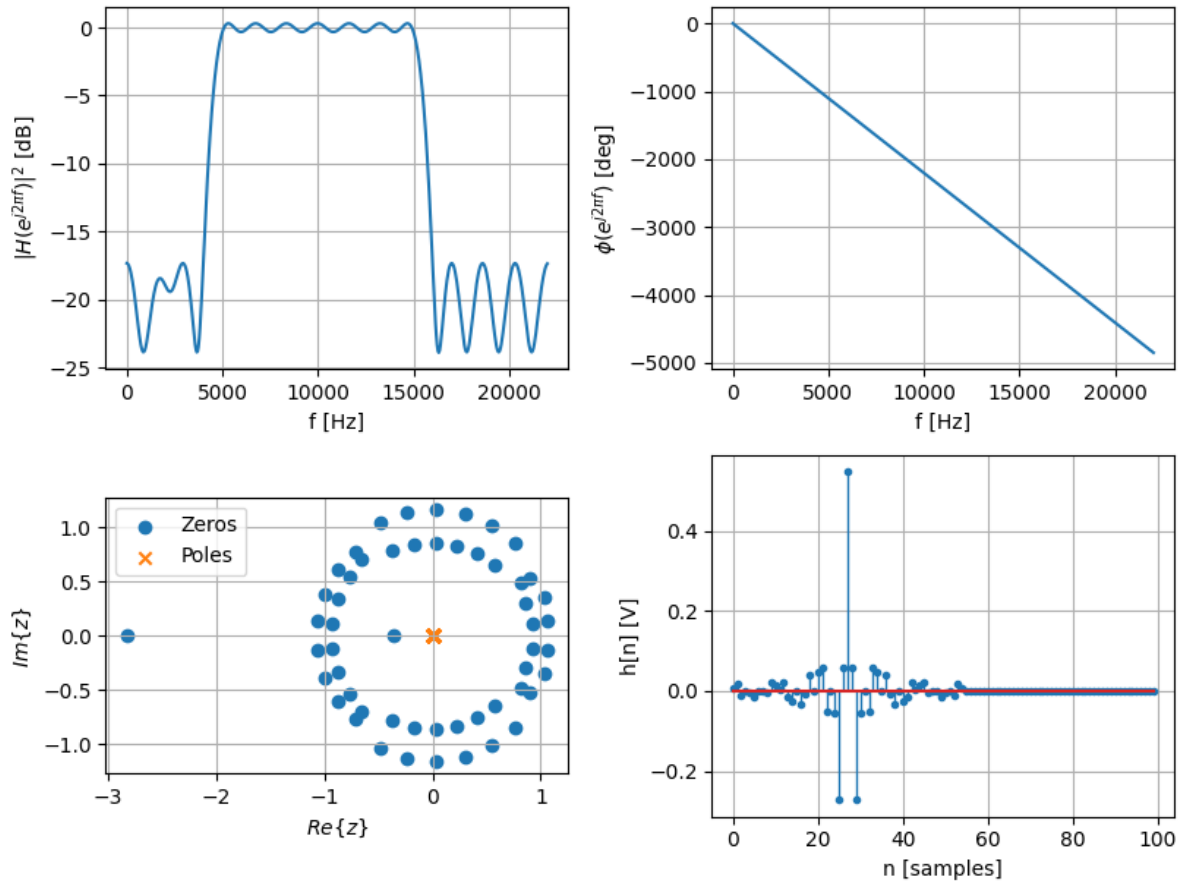 0
−5
−10
−15
−20
−25
|H(e^{j2πf})|² [dB]
0 5000 10000 15000 20000
f [Hz]
0
−1000
−2000
−3000
−4000
−5000
ϕ(e^{j2πf}) [deg]
0 5000 10000 15000 20000
f [Hz]
Zeros
Poles
1.0
0.5
0.0
−0.5
−1.0
Im{z}
−3 −2 −1 0 1
Re{z}
0.4
0.2
0.0
−0.2
h[n] [V]
0 20 40 60 80 100
n [samples]